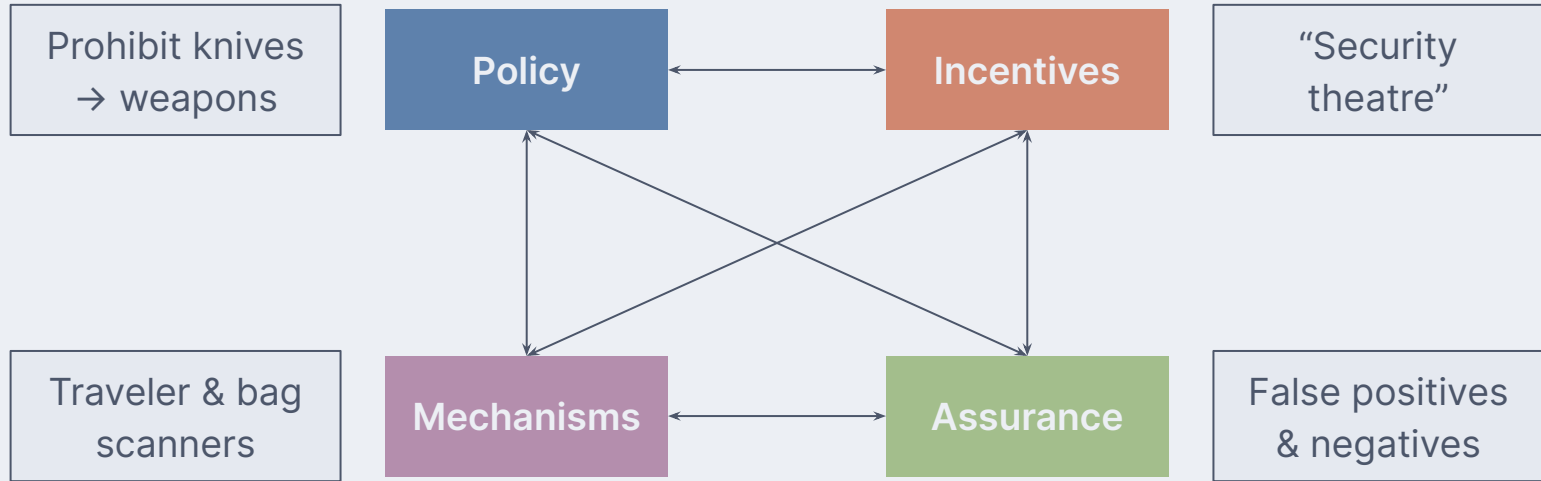 Prohibit knives
→ weapons
Policy
Incentives
“Security
theatre”
Traveler & bag
scanners
Mechanisms
Assurance
False positives
& negatives